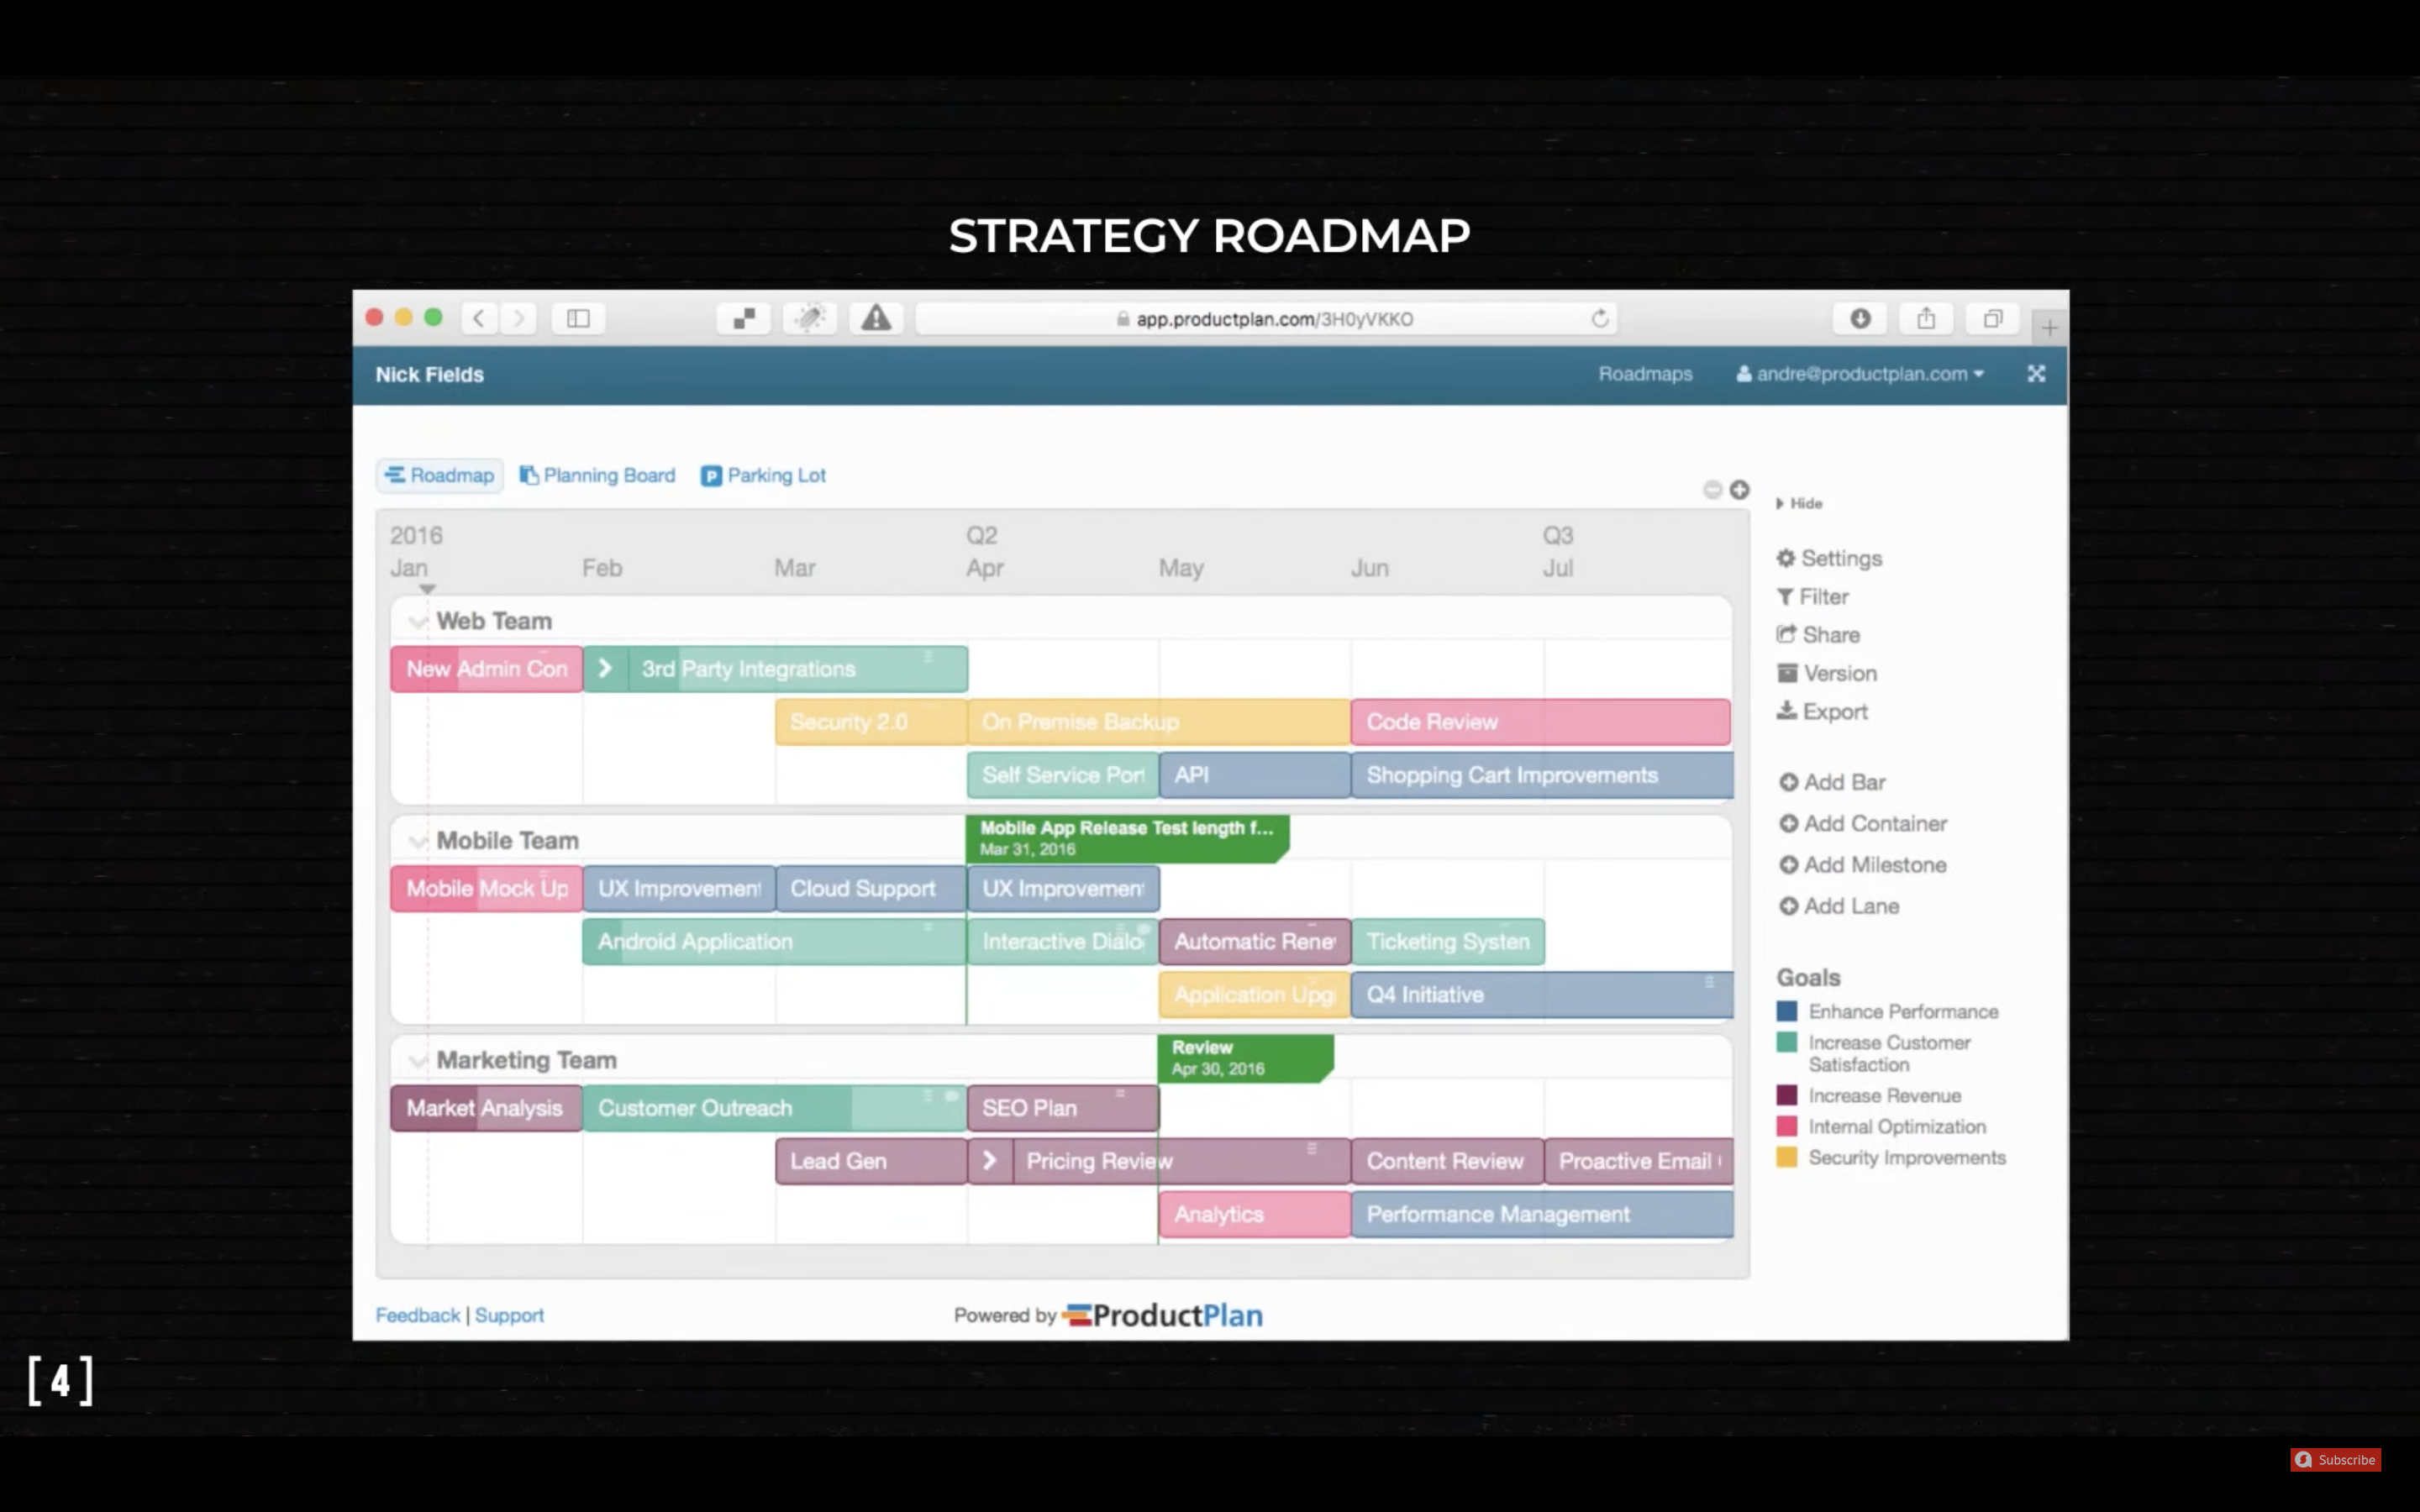 STRATEGY ROADMAP
app.productplan.com/3H0yVKKO
Nick Fields
Roadmaps
andre@productplan.com
Roadmap
Planning Board
P Parking Lot
Hide
2016
Q2
Q3
Jan
Feb
Mar
Apr
May
Jun
Jul
Settings
Filter
Share
Version
Export
Add Bar
Add Container
Add Milestone
Add Lane
Web Team
New Admin Con
3rd Party Integrations
Security 2.0
On Premise Backup
Code Review
Self Service Port
API
Shopping Cart Improvements
Mobile Team
Mobile App Release Test length f...
Mar 31, 2016
Mobile Mock Up
UX Improvement
Cloud Support
UX Improvement
Android Application
Interactive Dialo
Automatic Rene
Ticketing System
Application Upg
Q4 Initiative
Marketing Team
Review
Apr 30, 2016
Market Analysis
Customer Outreach
SEO Plan
Lead Gen
Pricing Review
Content Review
Proactive Email
Analytics
Performance Management
Goals
Enhance Performance
Increase Customer
Satisfaction
Increase Revenue
Internal Optimization
Security Improvements
Feedback | Support
Powered by ProductPlan
[4]
Subscribe